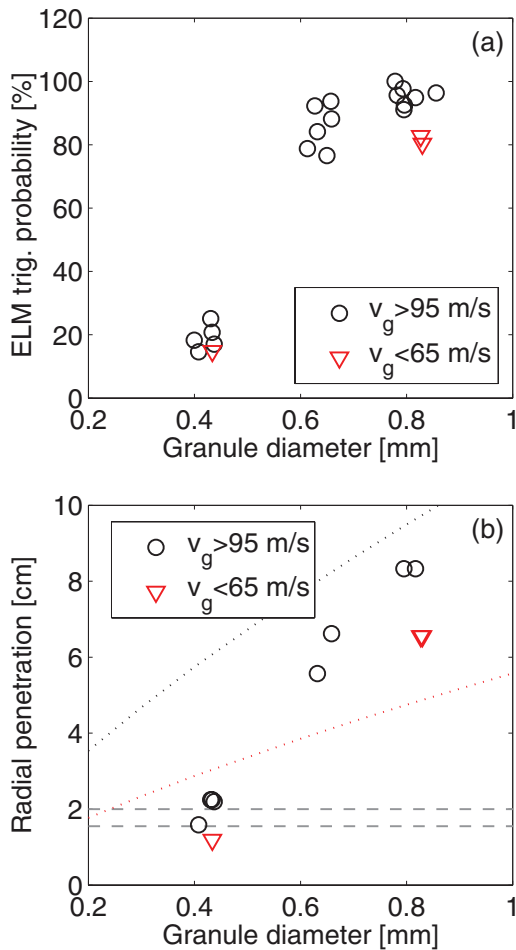 (a)
120
100
80
60
40
20
0
ELM trig. probability [%]
v_g>95 m/s
v_g<65 m/s
0.2 0.4 0.6 0.8 1
Granule diameter [mm]
(b)
10
8
6
4
2
0
Radial penetration [cm]
v_g>95 m/s
v_g<65 m/s
0.2 0.4 0.6 0.8 1
Granule diameter [mm]